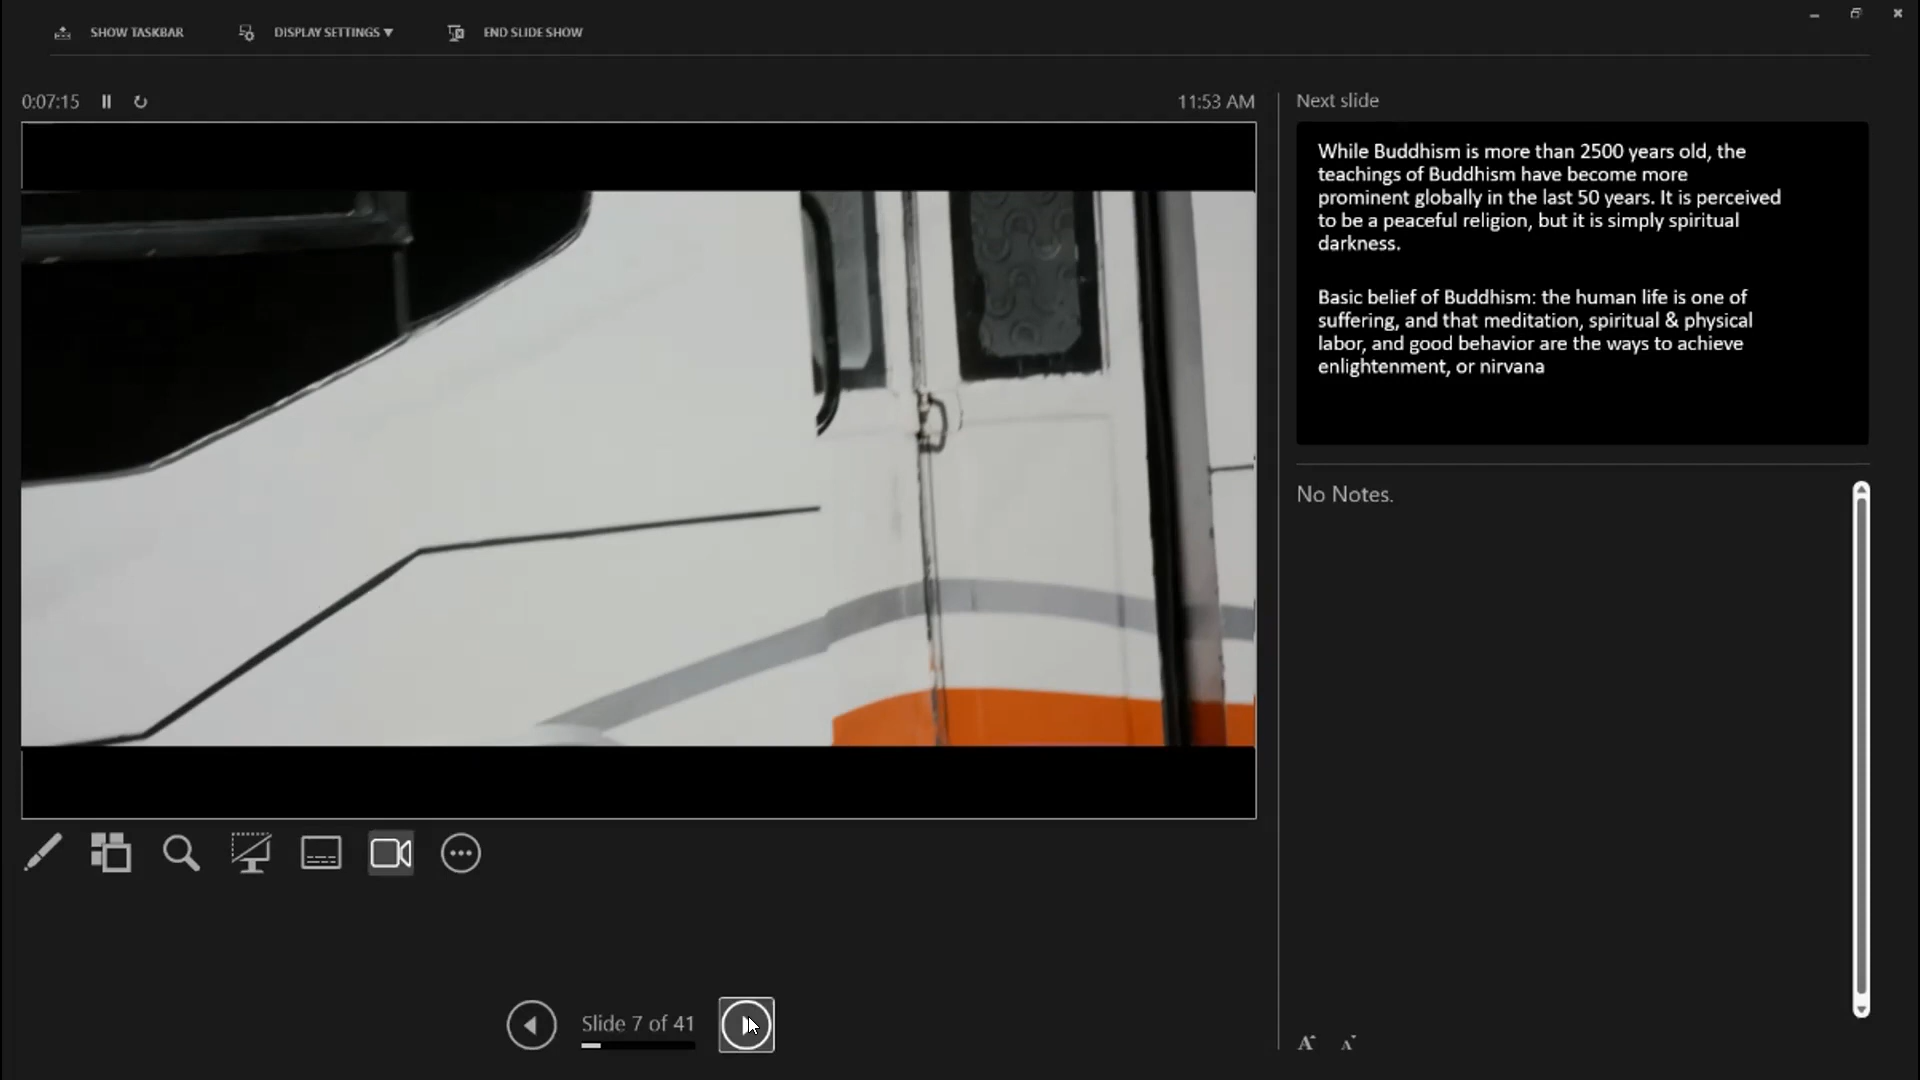 SHOW TASKBAR
DISPLAY SETTINGS ▼
END SLIDE SHOW
0:07:15
11:53 AM
Next slide
While Buddhism is more than 2500 years old, the
teachings of Buddhism have become more
prominent globally in the last 50 years. It is perceived
to be a peaceful religion, but it is simply spiritual
darkness.
Basic belief of Buddhism: the human life is one of
suffering, and that meditation, spiritual & physical
labor, and good behavior are the ways to achieve
enlightenment, or nirvana
No Notes.
Slide 7 of 41
A A